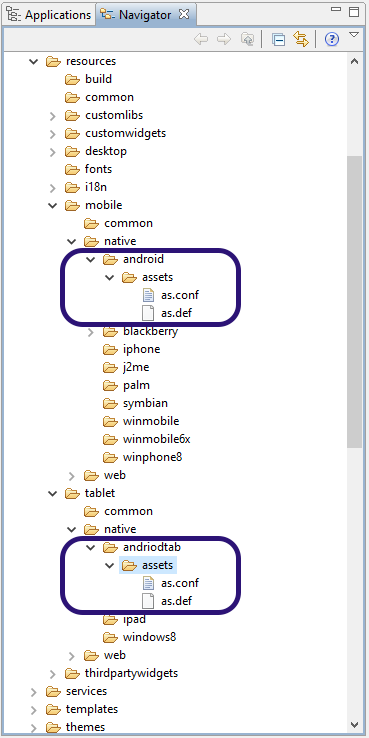 Applications Navigator
resources
build
common
customlibs
customwidgets
desktop
fonts
i18n
mobile
common
native
android
assets
as.conf
as.def
blackberry
iphone
j2me
palm
symbian
winmobile
winmobile6x
winphone8
web
tablet
common
native
andriodtab
assets
as.conf
as.def
ipad
windows8
web
thirdpartywidgets
services
templates
themes